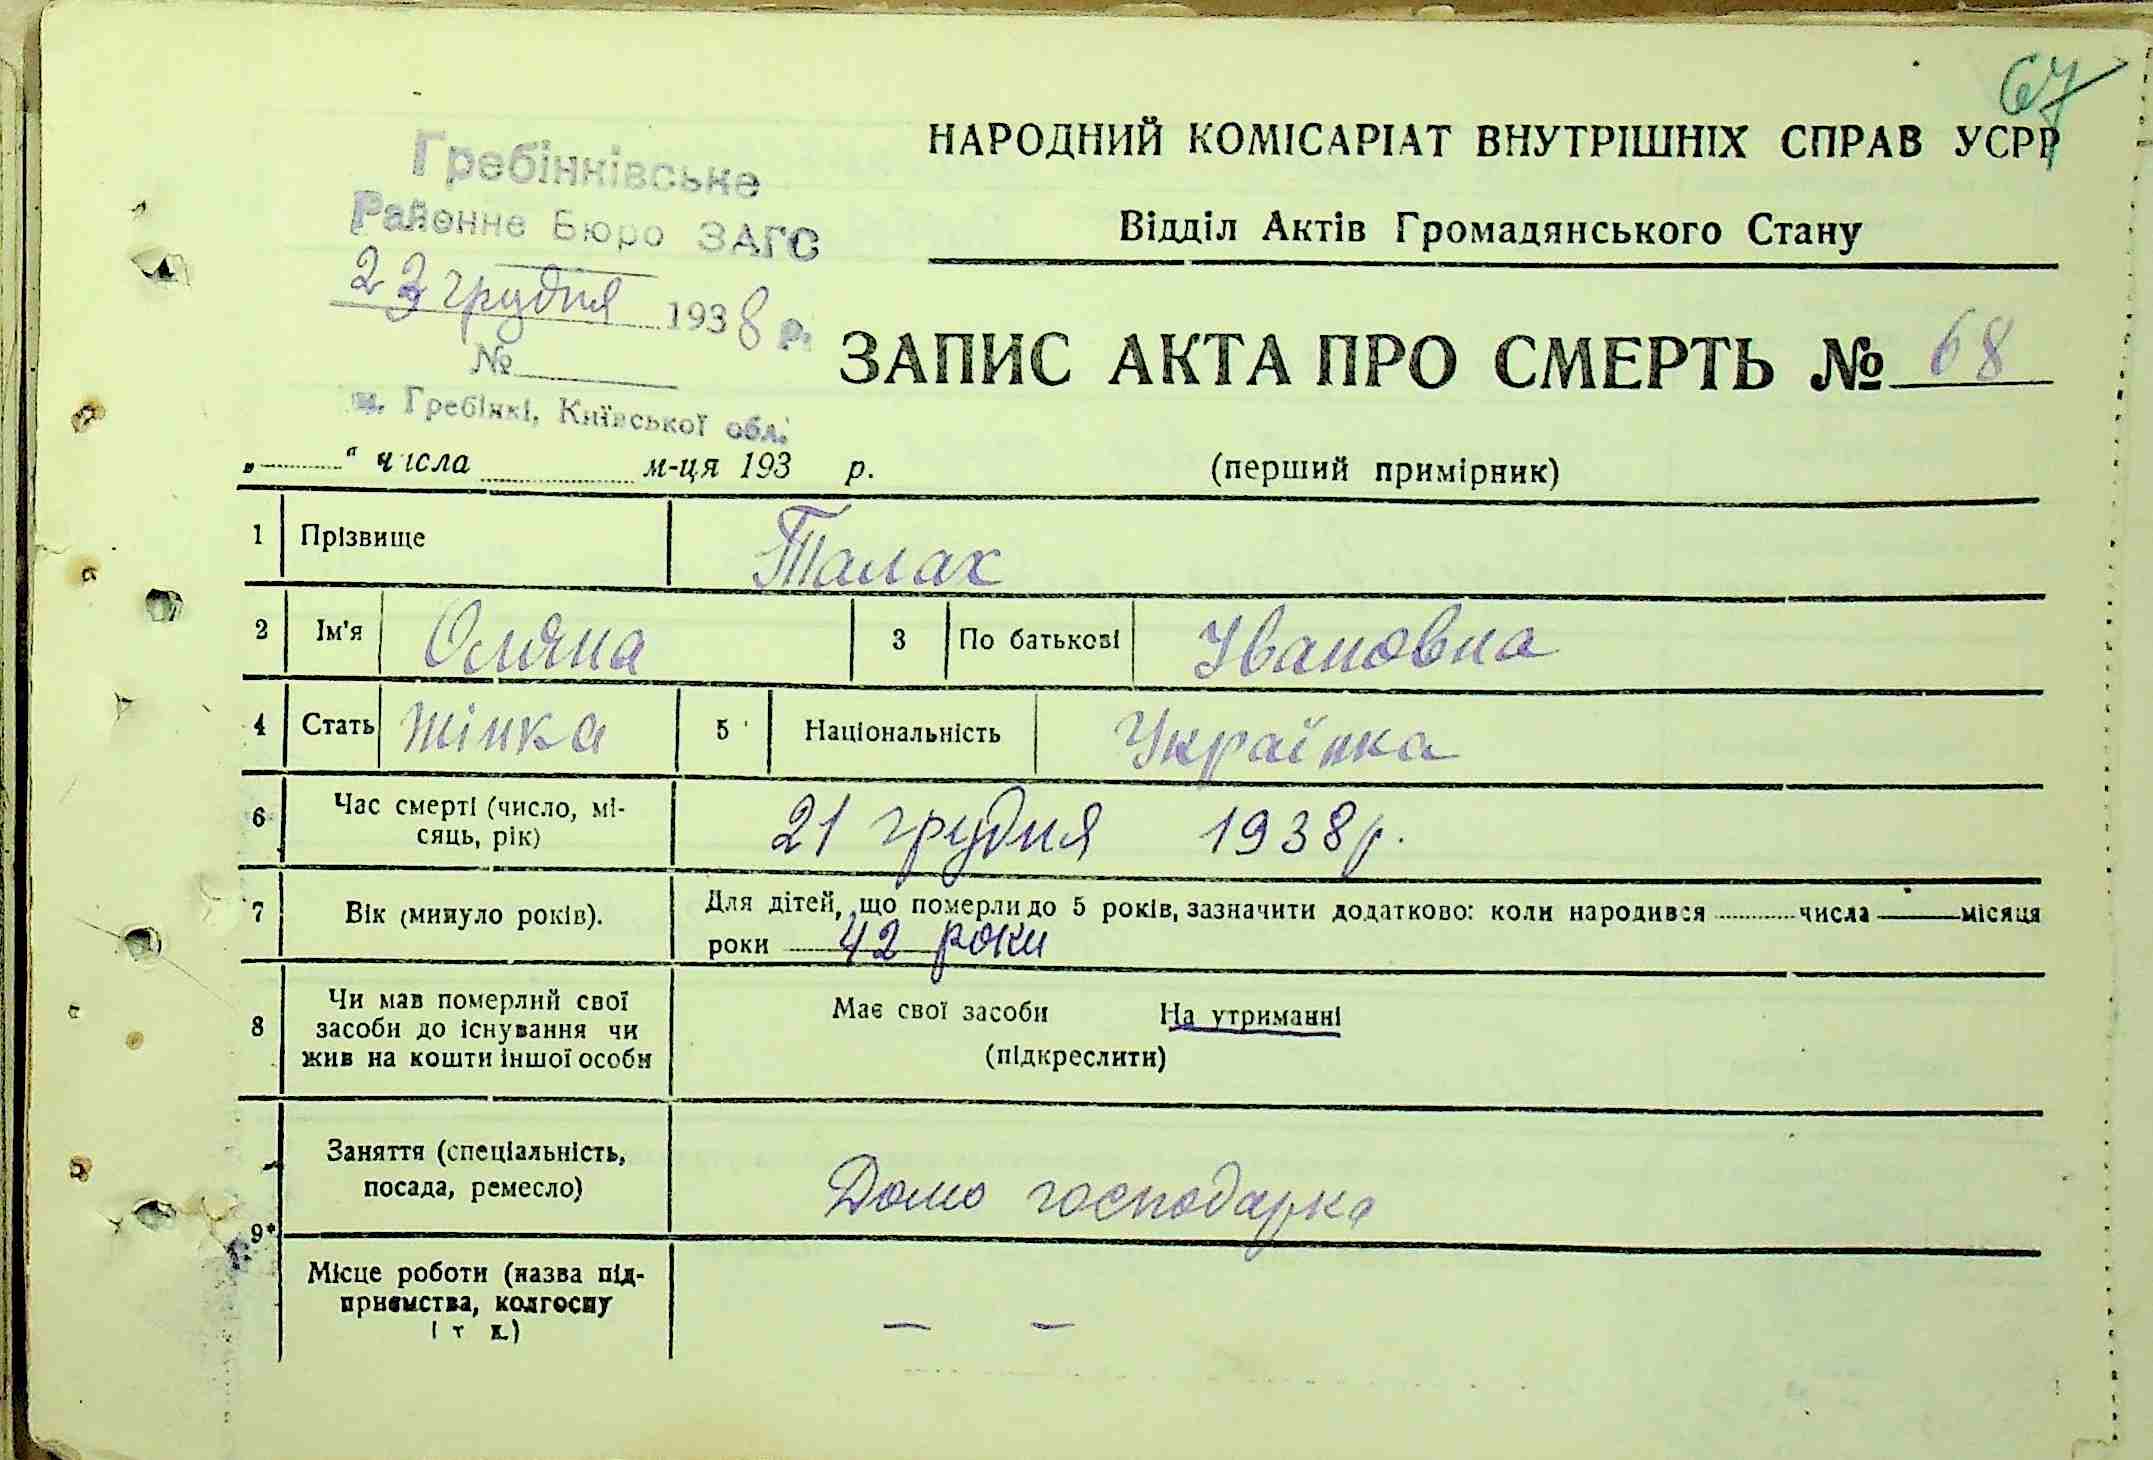 67
НАРОДНИЙ КОМІСАРІАТ ВНУТРІШНІХ СПРАВ УСРР
Відділ Актів Громадянського Стану
Гребінківське
Районне Бюро ЗАГС
23 грудня 1938 р.
№
м. Гребінкі, Київської обл.
ЗАПИС АКТА ПРО СМЕРТЬ № 68
„ “ числа м-ця 193 р.
(перший примірник)
1 Прізвище Талах
2 Ім'я Оляна 3 По батькові Івановна
4 Стать жінка 5 Національність Українка
6 Час смерті (число, мі-
сяць, рік) 21 грудня 1938 р.
7 Вік (минуло років). Для дітей, що померли до 5 років, зазначити додатково: коли народився числа місяця
роки 42 роки
8 Чи мав померлий свої
засоби до існування чи
жив на кошти іншої особи
Має свої засоби На утриманні
(підкреслити)
9 Заняття (спеціальність,
посада, ремесло) Домо господарка
Місце роботи (назва під-
приємства, колгоспу
і т. д.) — —